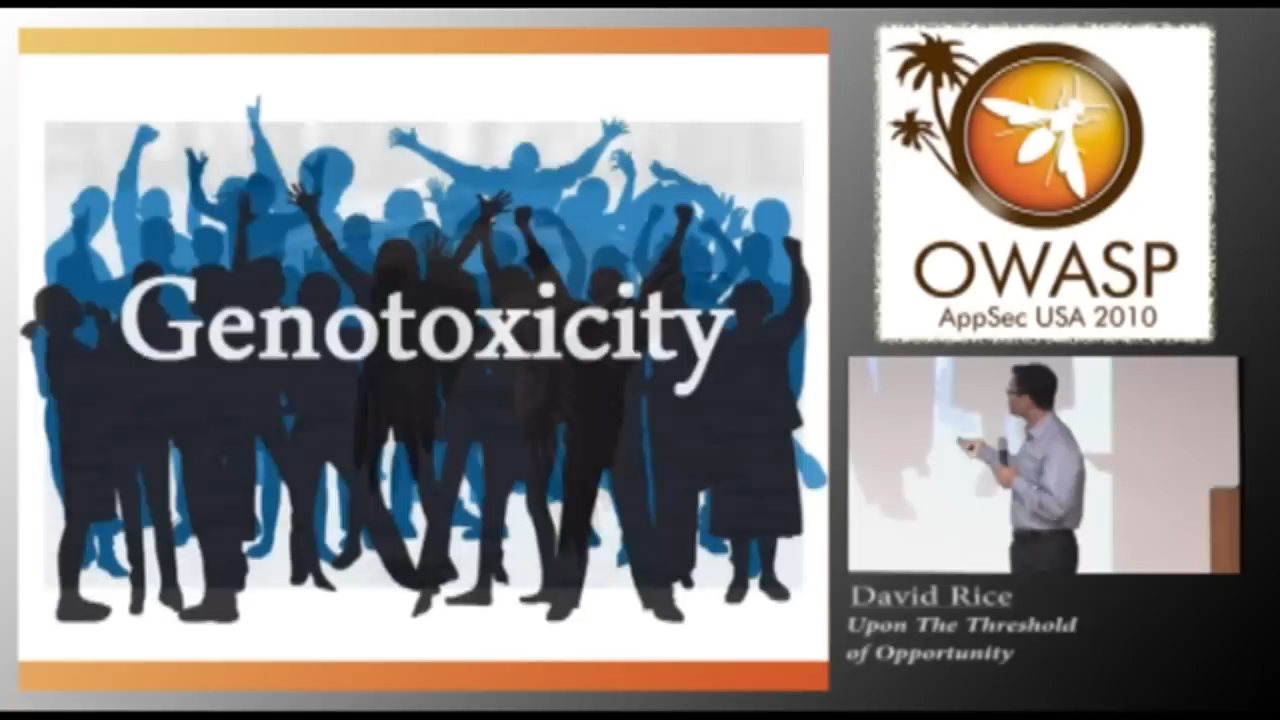 Genotoxicity
OWASP
AppSec USA 2010
David Rice
Upon The Threshold
of Opportunity